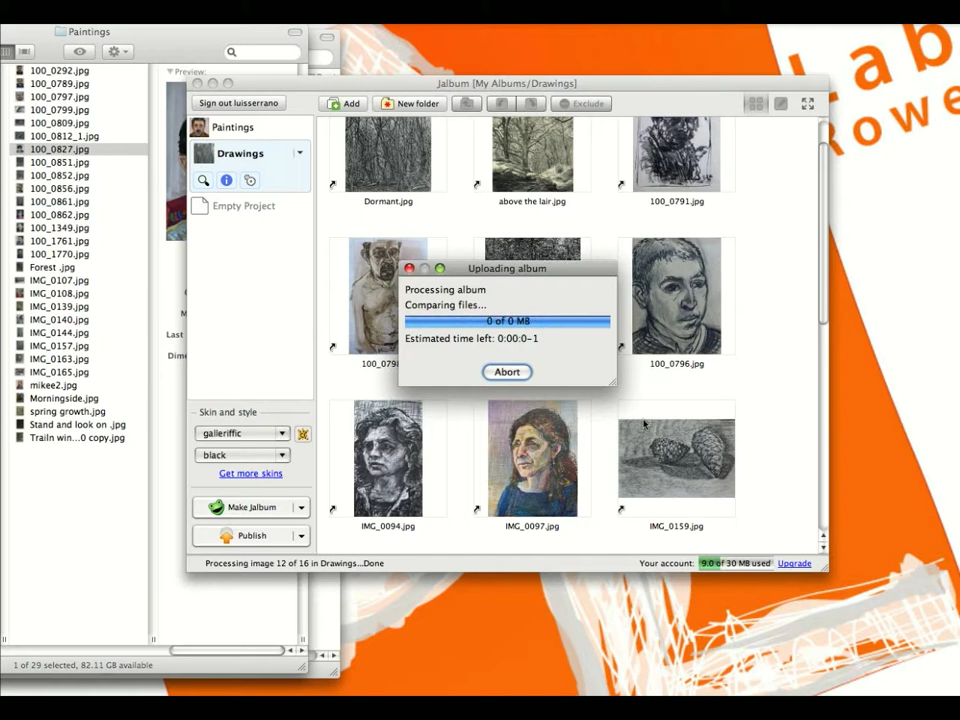 Paintings
100_0292.jpg
100_0789.jpg
100_0797.jpg
100_0799.jpg
100_0809.jpg
100_0812_1.jpg
100_0827.jpg
100_0851.jpg
100_0852.jpg
100_0856.jpg
100_0861.jpg
100_0862.jpg
100_1349.jpg
100_1761.jpg
100_1770.jpg
Forest .jpg
IMG_0107.jpg
IMG_0108.jpg
IMG_0139.jpg
IMG_0140.jpg
IMG_0144.jpg
IMG_0157.jpg
IMG_0163.jpg
IMG_0165.jpg
mikee2.jpg
Morningside.jpg
spring growth.jpg
Stand and look on .jpg
Trailn win...0 copy.jpg
1 of 29 selected, 82.11 GB available
Preview:
Last
Jalbum [My Albums/Drawings]
Sign out luisserrano
Add
New folder
Exclude
Paintings
Drawings
Empty Project
Dormant.jpg
above the lair.jpg
100_0791.jpg
Uploading album
Processing album
Comparing files...
0 of 0 MB
Estimated time left: 0:00:0-1
Abort
100_0796.jpg
Skin and style
galleriffic
black
Get more skins
Make Jalbum
Publish
IMG_0094.jpg
IMG_0097.jpg
IMG_0159.jpg
Processing image 12 of 16 in Drawings...Done
Your account:
9.0 of 30 MB used
Upgrade